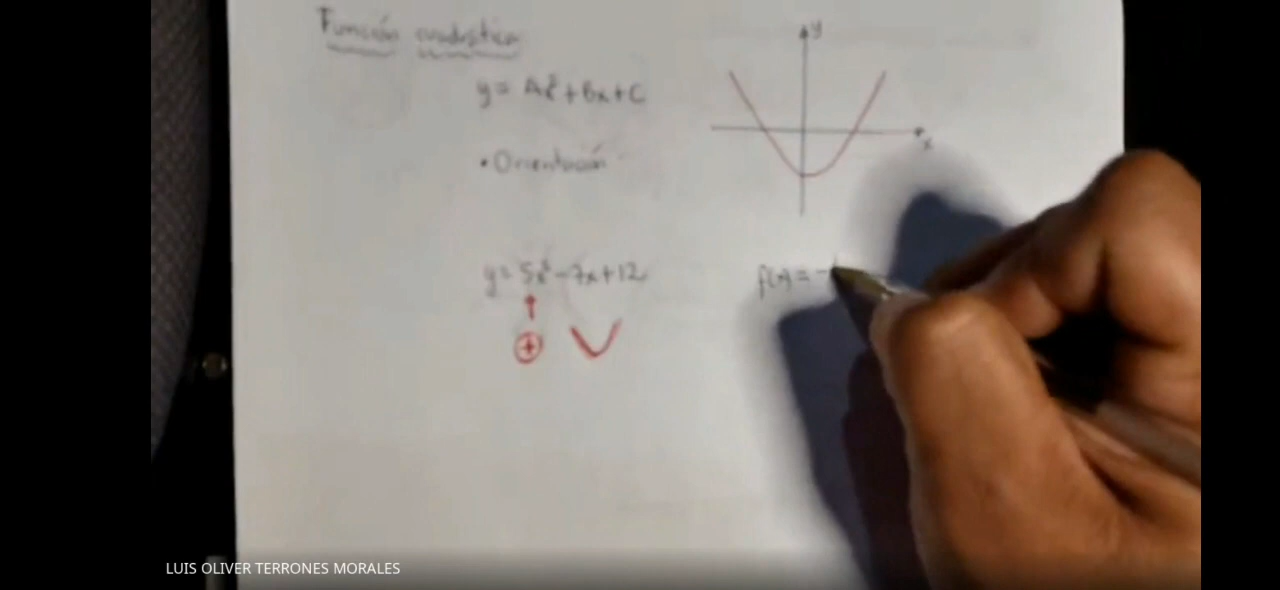 Función cuadrática
y = Ax² + Bx + C
y
x
• Orientación
y = 5x² - 7x + 12
f(x) = -
+
LUIS OLIVER TERRONES MORALES